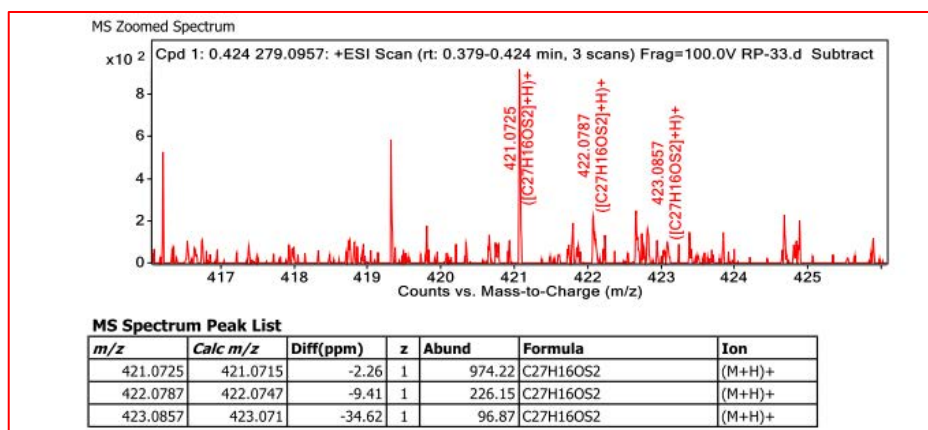 MS Zoomed Spectrum
x10 2 Cpd 1: 0.424 279.0957: +ESI Scan (rt: 0.379-0.424 min, 3 scans) Frag=100.0V RP-33.d Subtract
8
6
4
2
0
421.0725
([C27H16OS2]+H)+
422.0787
([C27H16OS2]+H)+
423.0857
([C27H16OS2]+H)+
417 418 419 420 421 422 423 424 425
Counts vs. Mass-to-Charge (m/z)
MS Spectrum Peak List
m/z Calc m/z Diff(ppm) z Abund Formula Ion
421.0725 421.0715 -2.26 1 974.22 C27H16OS2 (M+H)+
422.0787 422.0747 -9.41 1 226.15 C27H16OS2 (M+H)+
423.0857 423.071 -34.62 1 96.87 C27H16OS2 (M+H)+